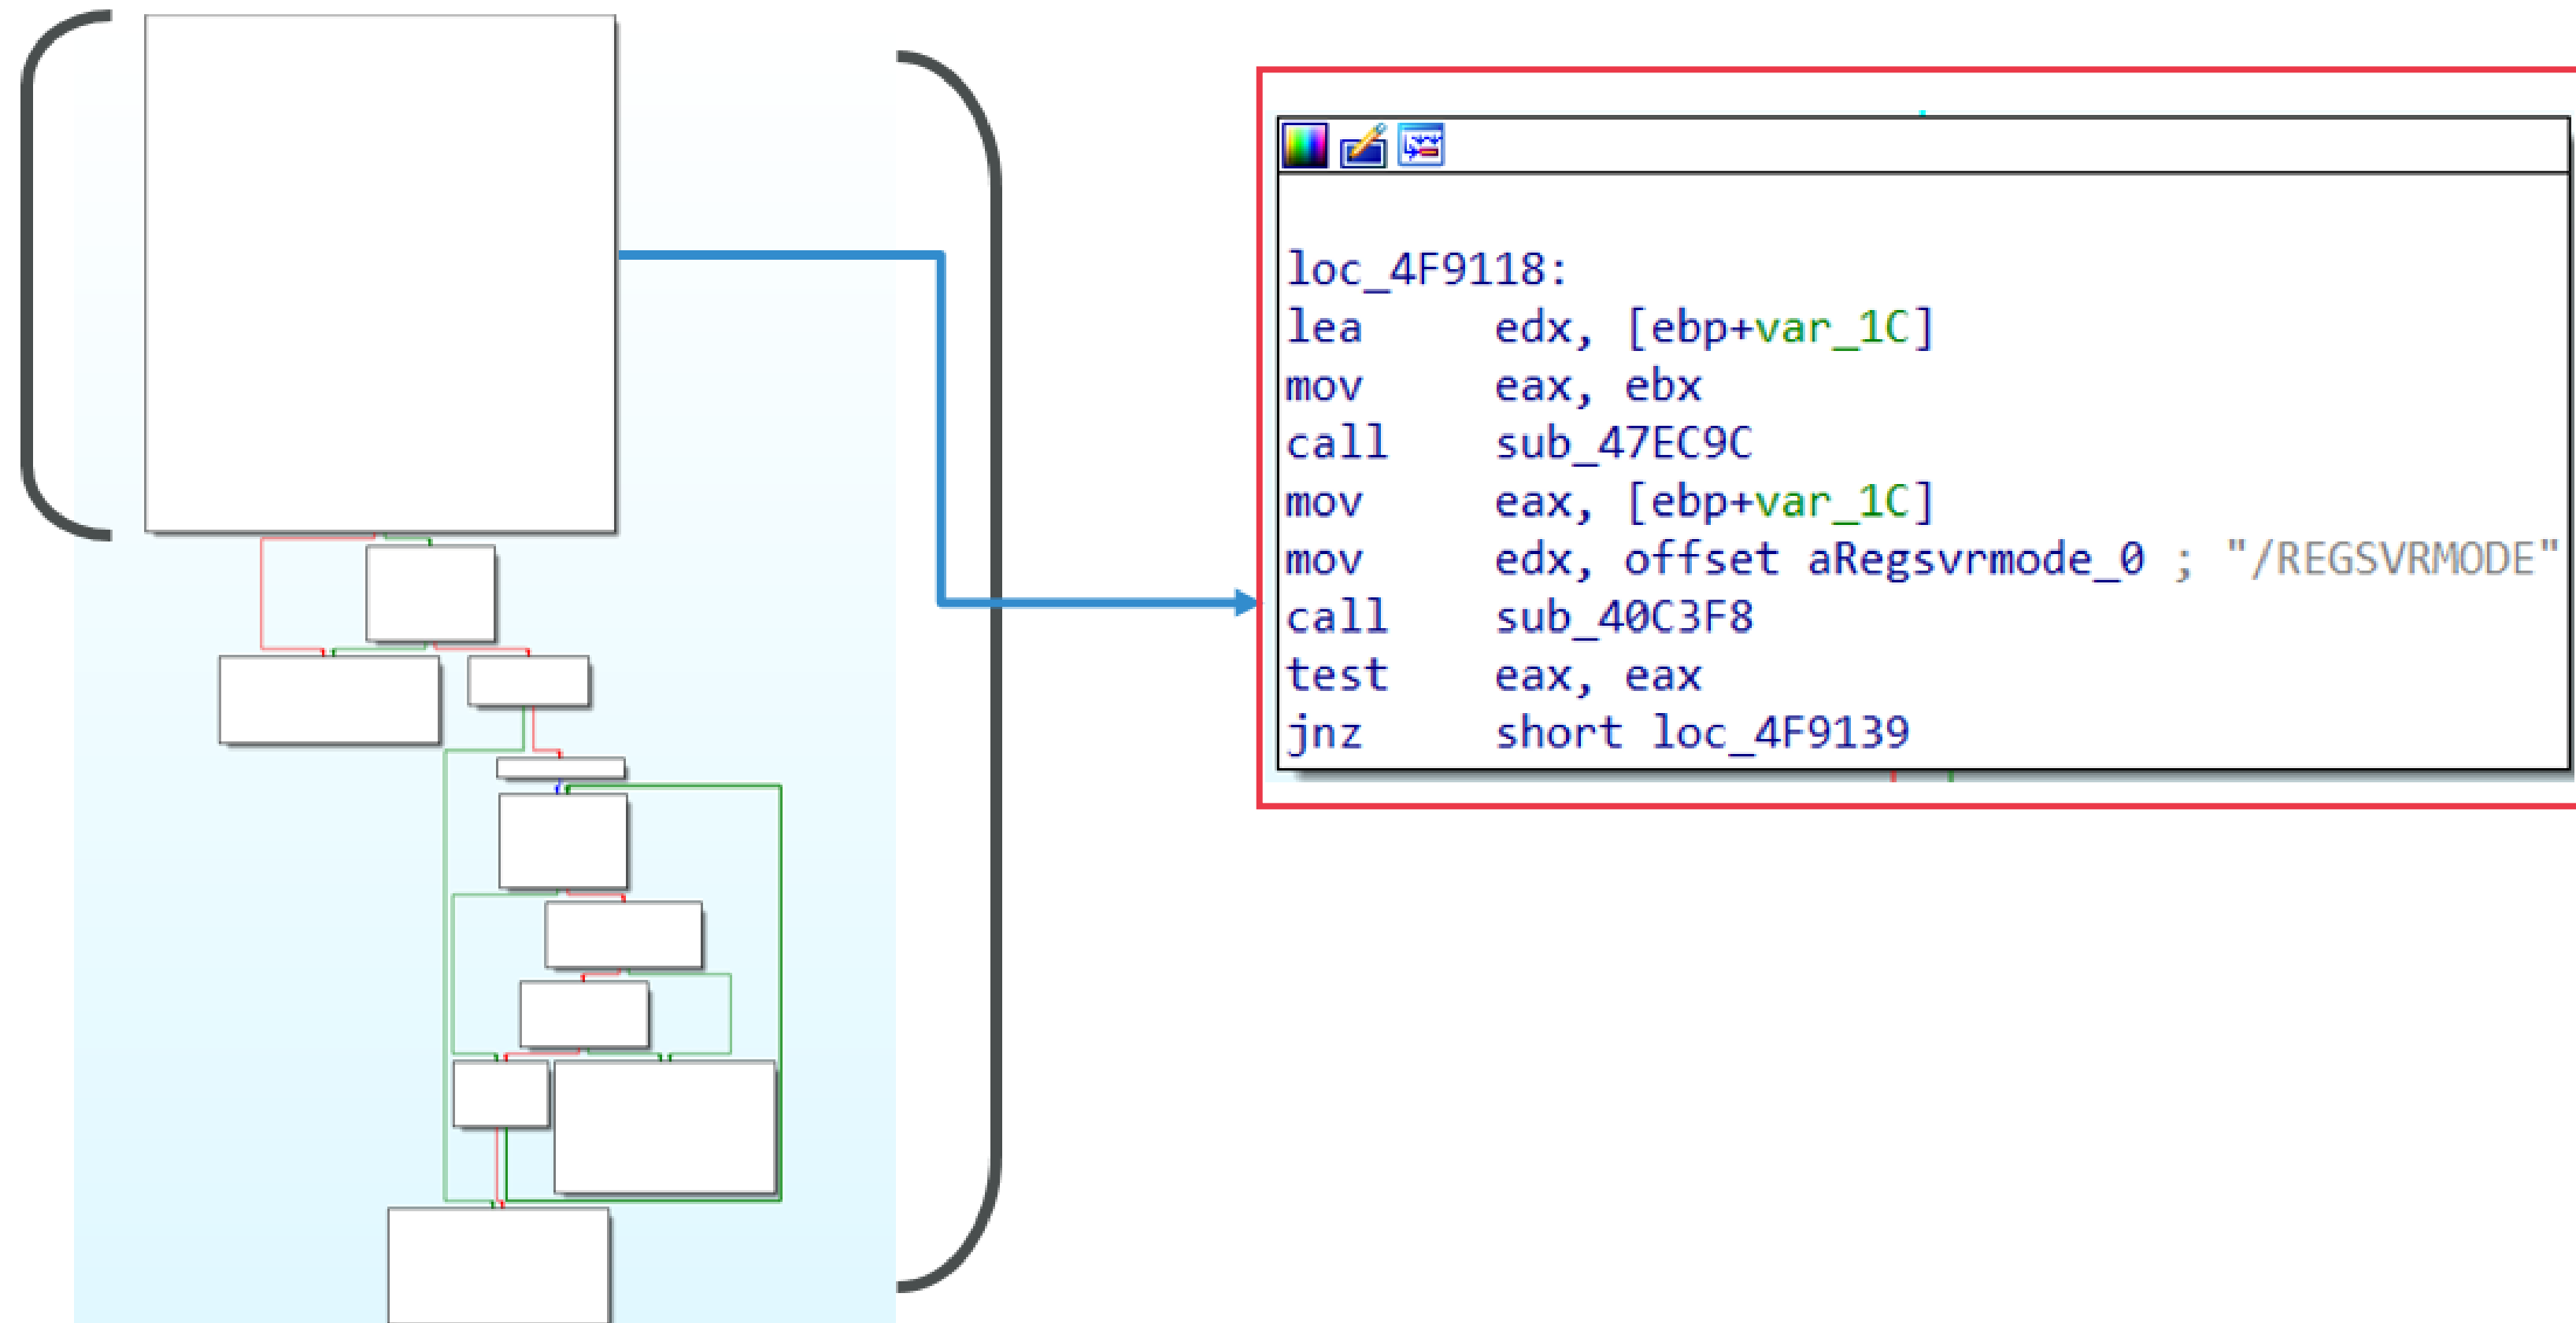 loc_4F9118:
lea edx, [ebp+var_1C]
mov eax, ebx
call sub_47EC9C
mov eax, [ebp+var_1C]
mov edx, offset aRegsvrmode_0 ; "/REGSVRMODE"
call sub_40C3F8
test eax, eax
jnz short loc_4F9139